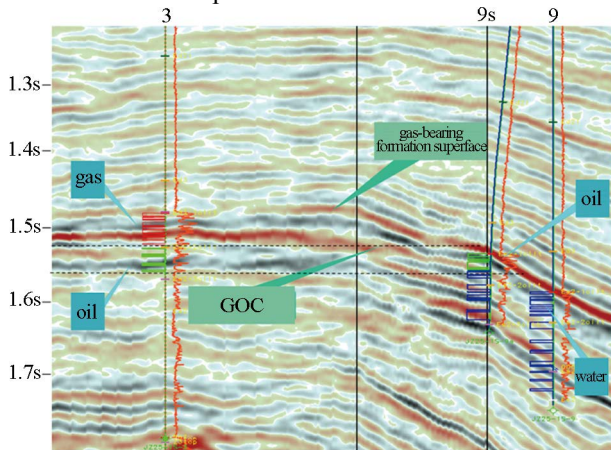 3
9s
9
1.3s
1.4s
1.5s
1.6s
1.7s
gas
gas-bearing
formation superface
oil
oil
GOC
water